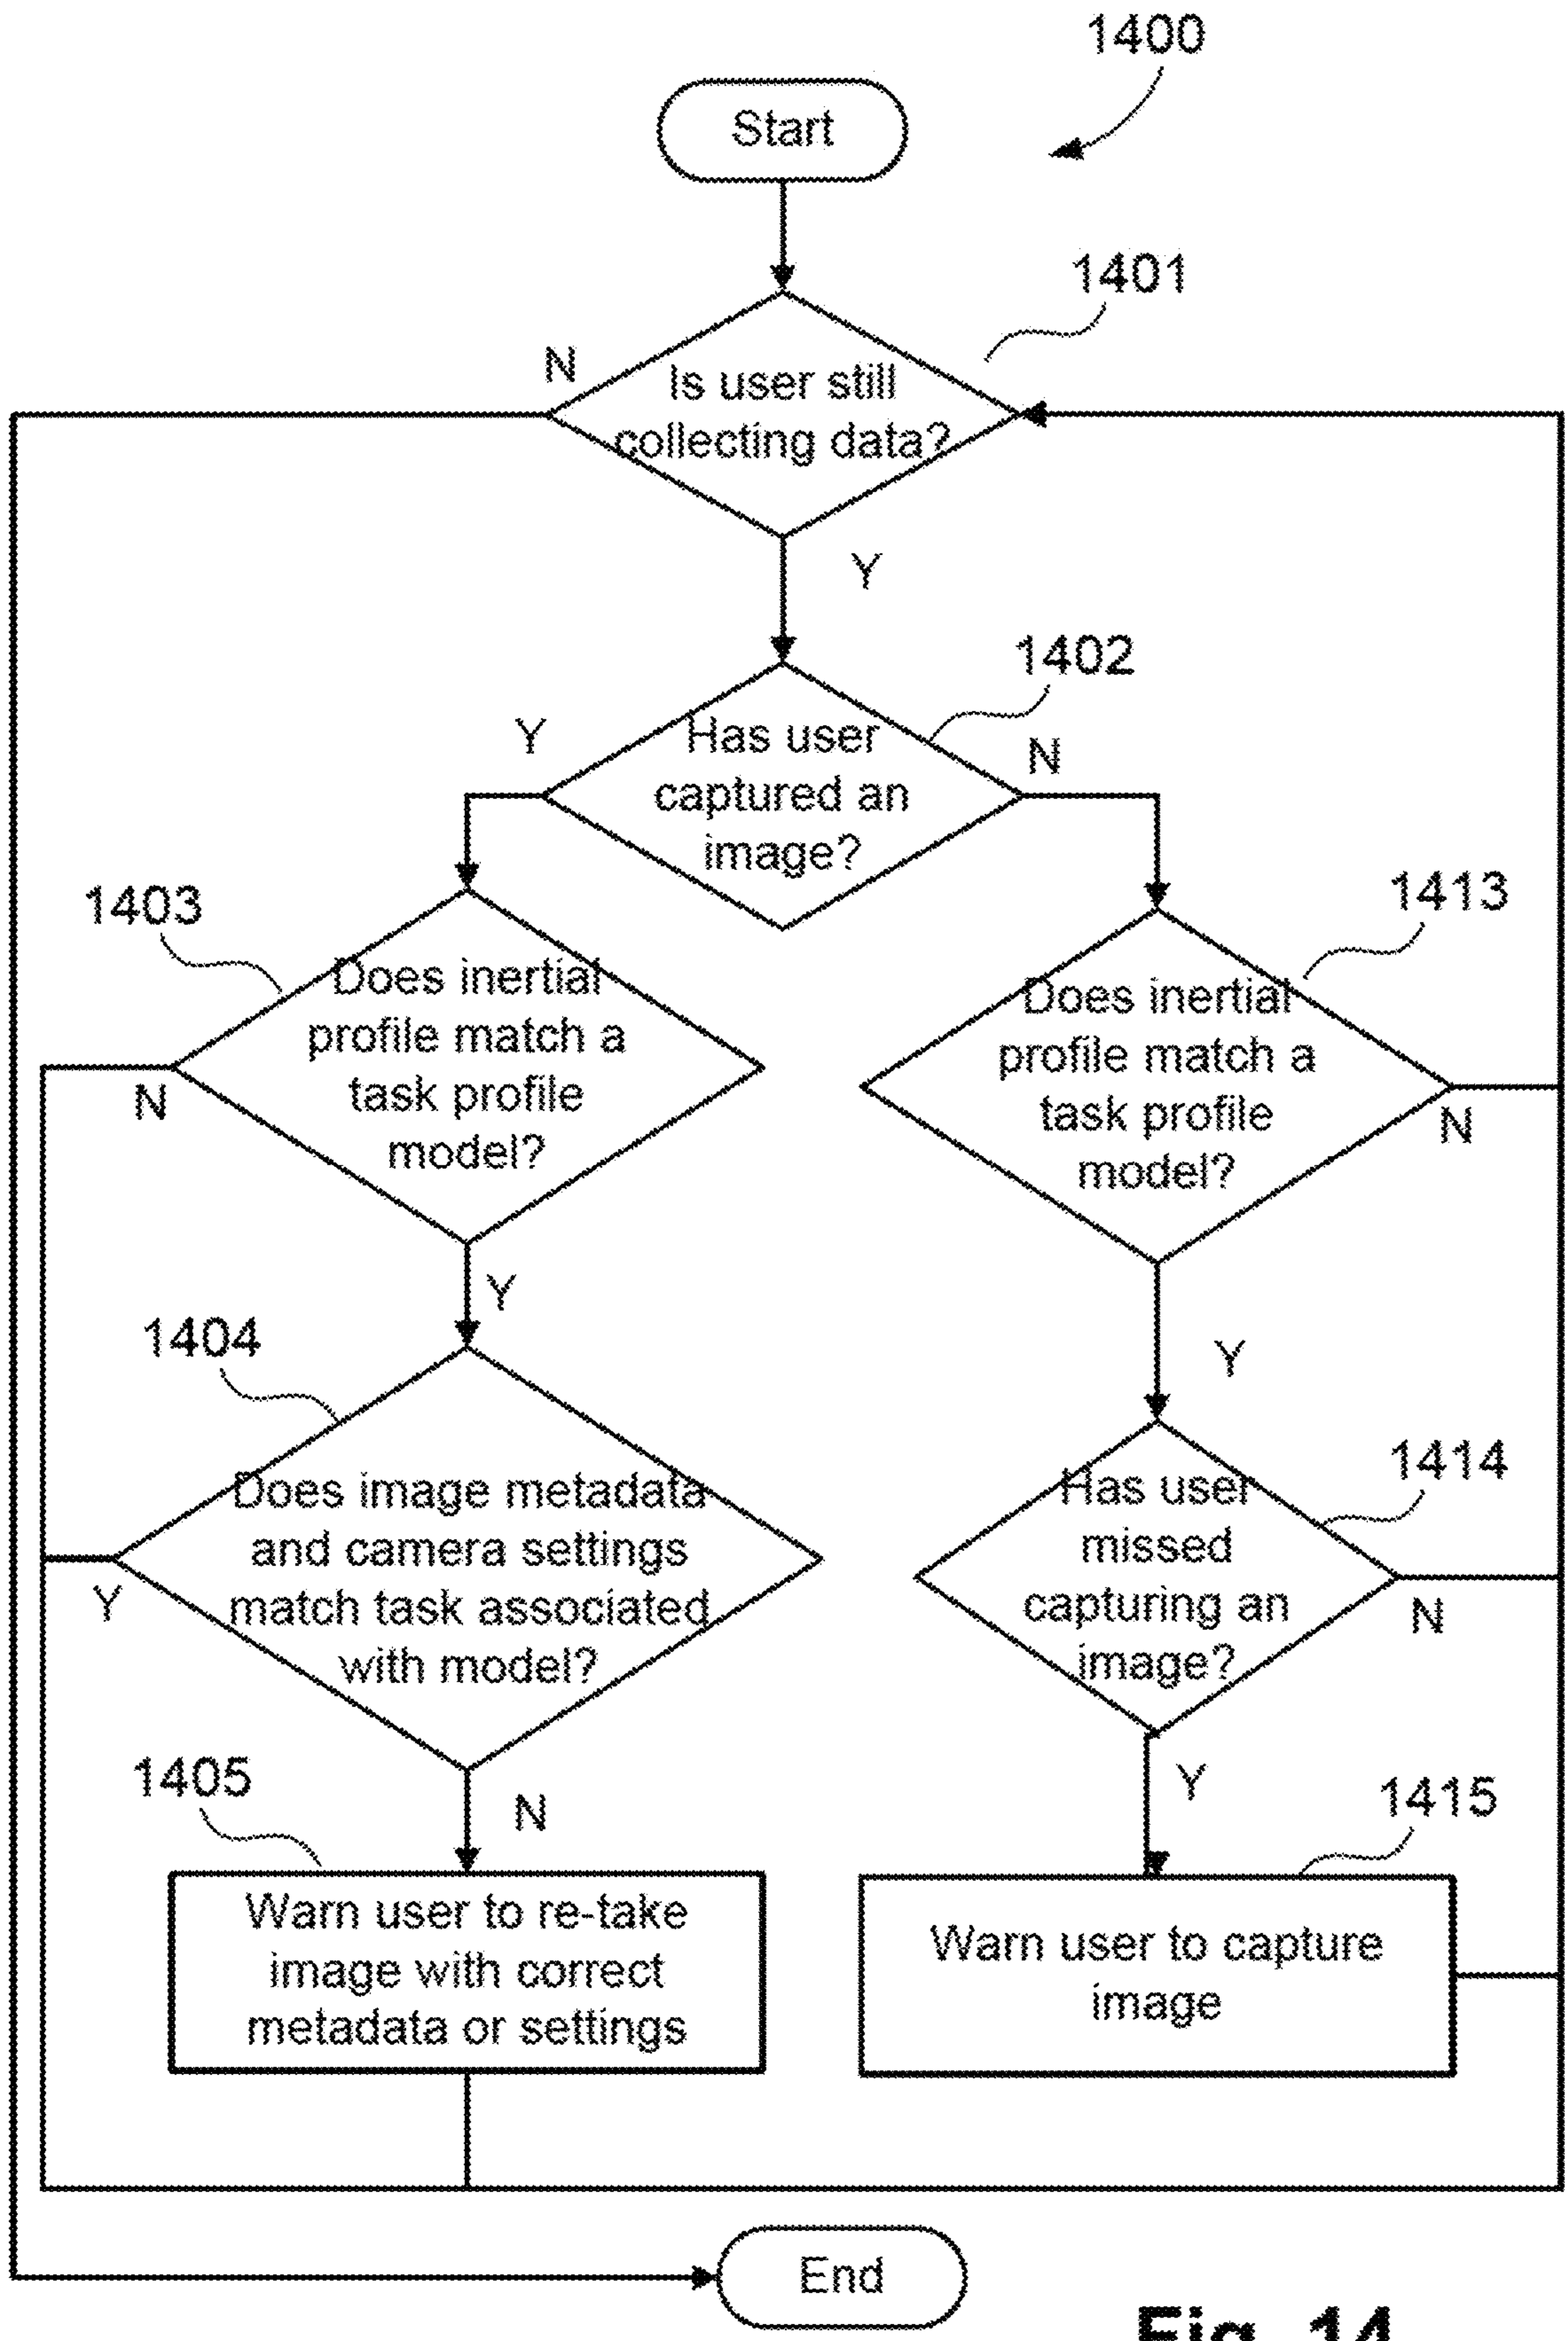 1400
Start
1401
N
Is user still
collecting data?
Y
1402
Y
Has user
captured an
image?
N
1403
1413
Does inertial
profile match a
task profile
model?
N
Does inertial
profile match a
task profile
model?
N
Y
Y
1404
1414
Does image metadata
and camera settings
match task associated
with model?
Y
Has user
missed
capturing an
image?
N
1405
N
Y
1415
Warn user to re-take
image with correct
metadata or settings
Warn user to capture
image
End
Fig. 14